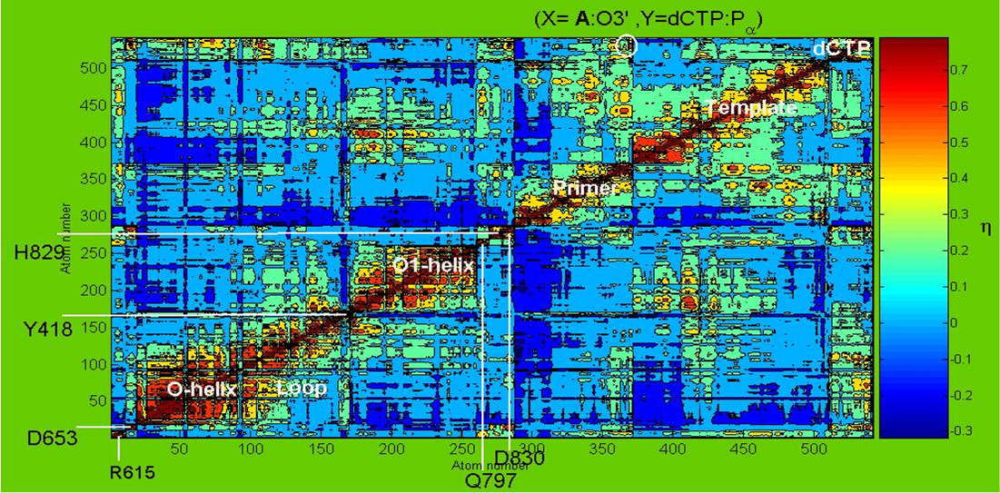 (X= A:O3' ,Y=dCTP:Pα)
dCTP
Template
Primer
O1-helix
O-helix
Loop
500
450
400
350
300
250
200
150
100
50
Atom number
H829
Y418
D653
R615
50
100
150
200
250
300
350
400
450
500
Atom number
D830
Q797
0.7
0.6
0.5
0.4
0.3
0.2
0.1
0
-0.1
-0.2
-0.3
η